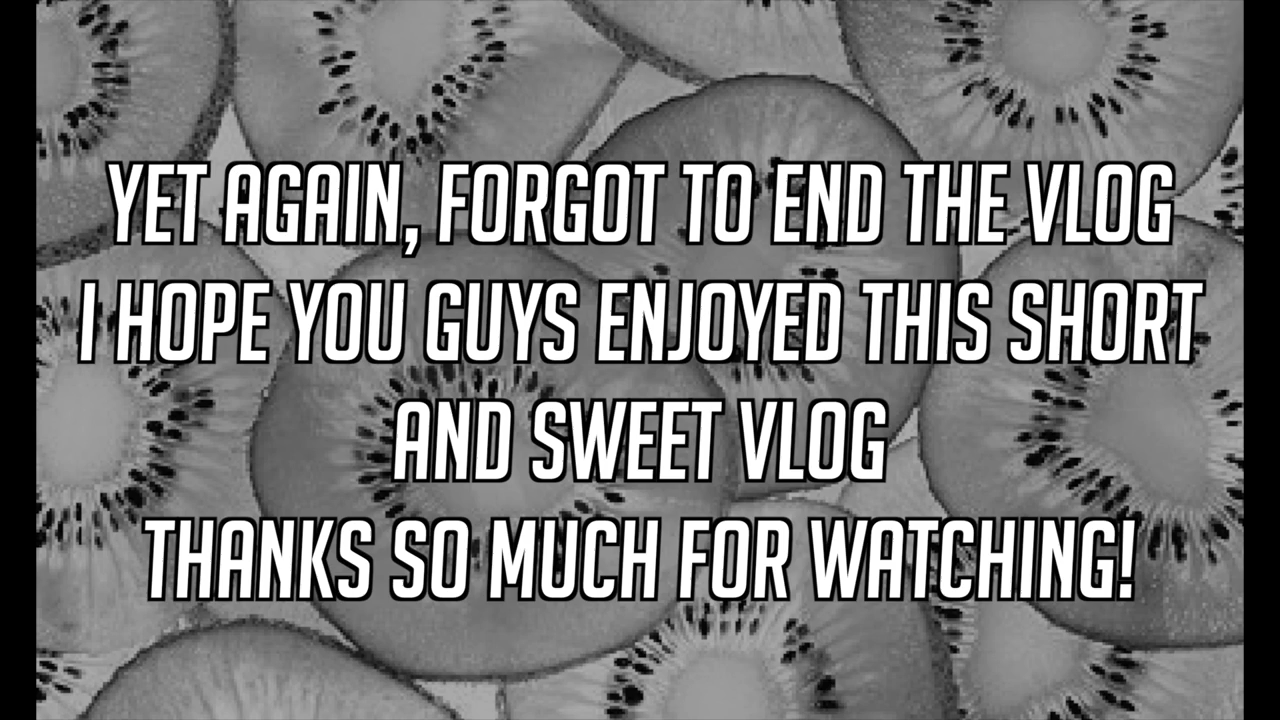 YET AGAIN, FORGOT TO END THE VLOG
I HOPE YOU GUYS ENJOYED THIS SHORT
AND SWEET VLOG
THANKS SO MUCH FOR WATCHING!